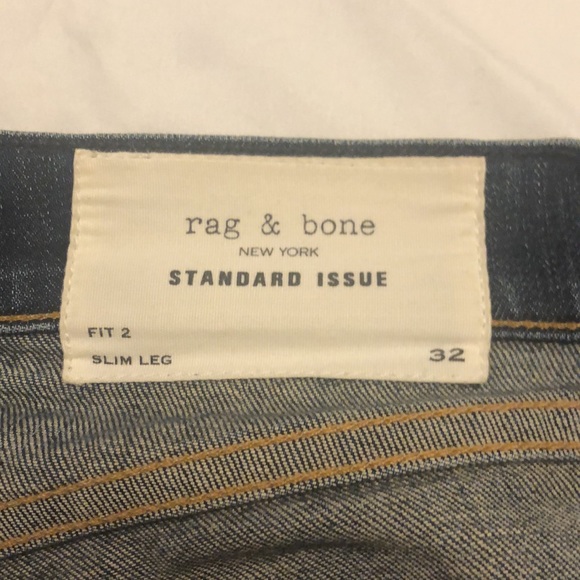 rag & bone
NEW YORK
STANDARD ISSUE
FIT 2
SLIM LEG 32